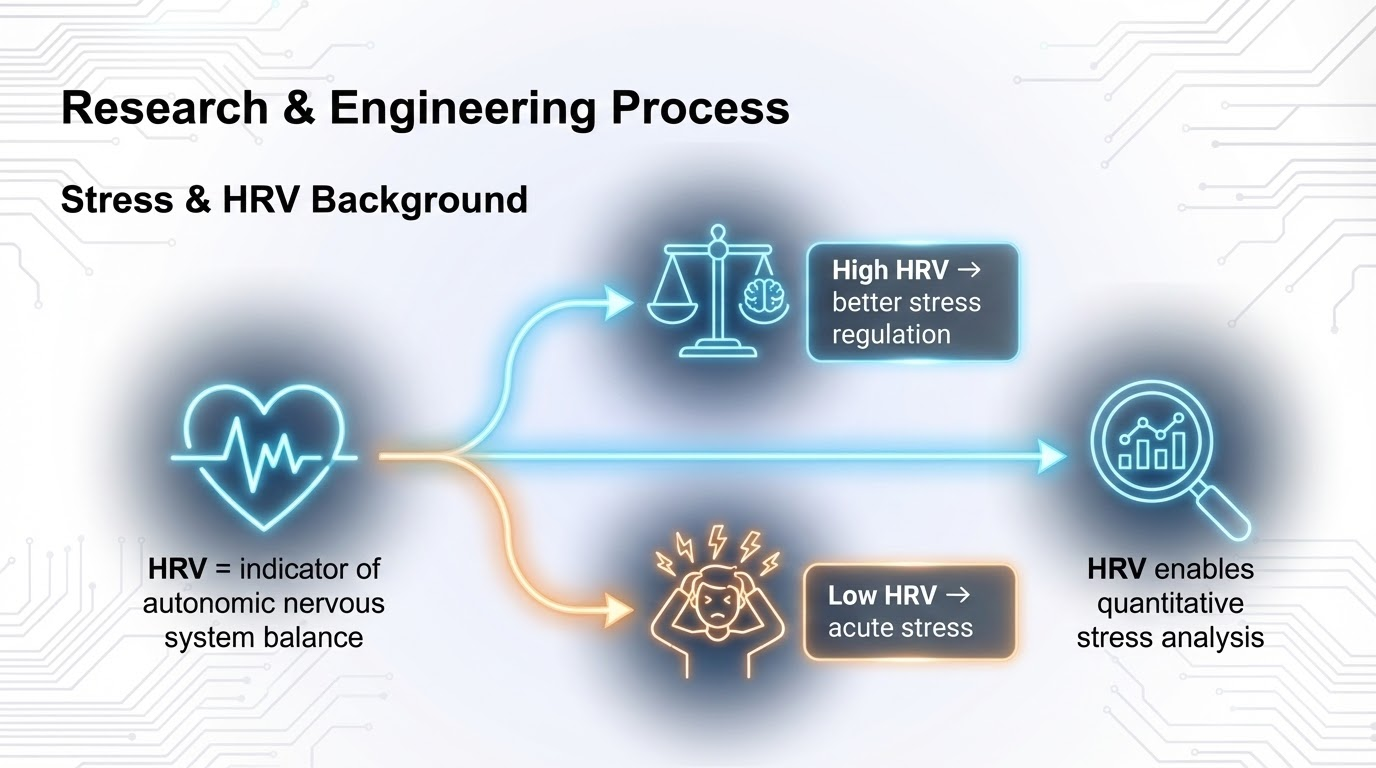 Research & Engineering Process
Stress & HRV Background
High HRV →
better stress
regulation
HRV = indicator of
autonomic nervous
system balance
Low HRV →
acute stress
HRV enables
quantitative
stress analysis